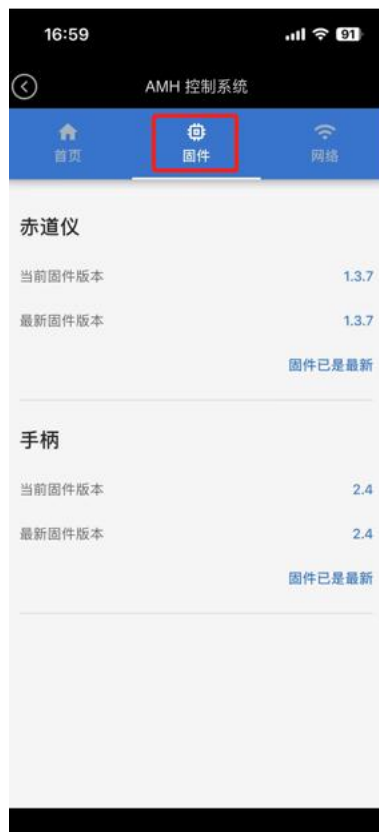 16:59
91
AMH 控制系统
首页
固件
网络
赤道仪
当前固件版本 1.3.7
最新固件版本 1.3.7
固件已是最新
手柄
当前固件版本 2.4
最新固件版本 2.4
固件已是最新